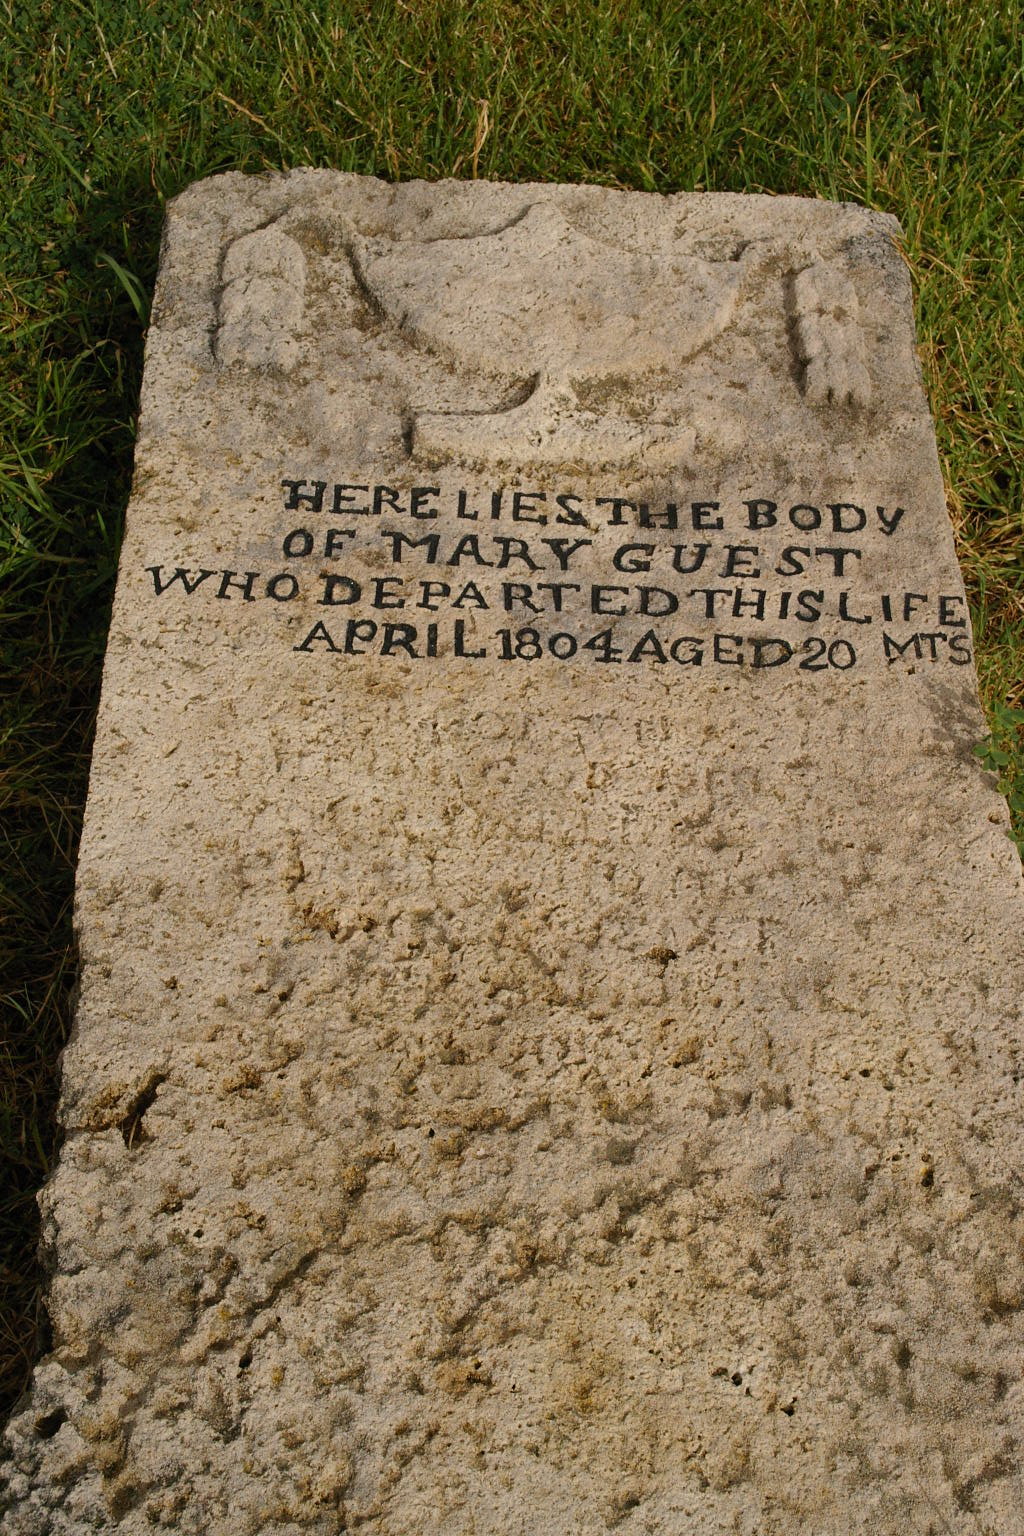 HERE LIES THE BODY
OF MARY GUEST
WHO DEPARTED THIS LIFE
APRIL 1804 AGED 20 MTS